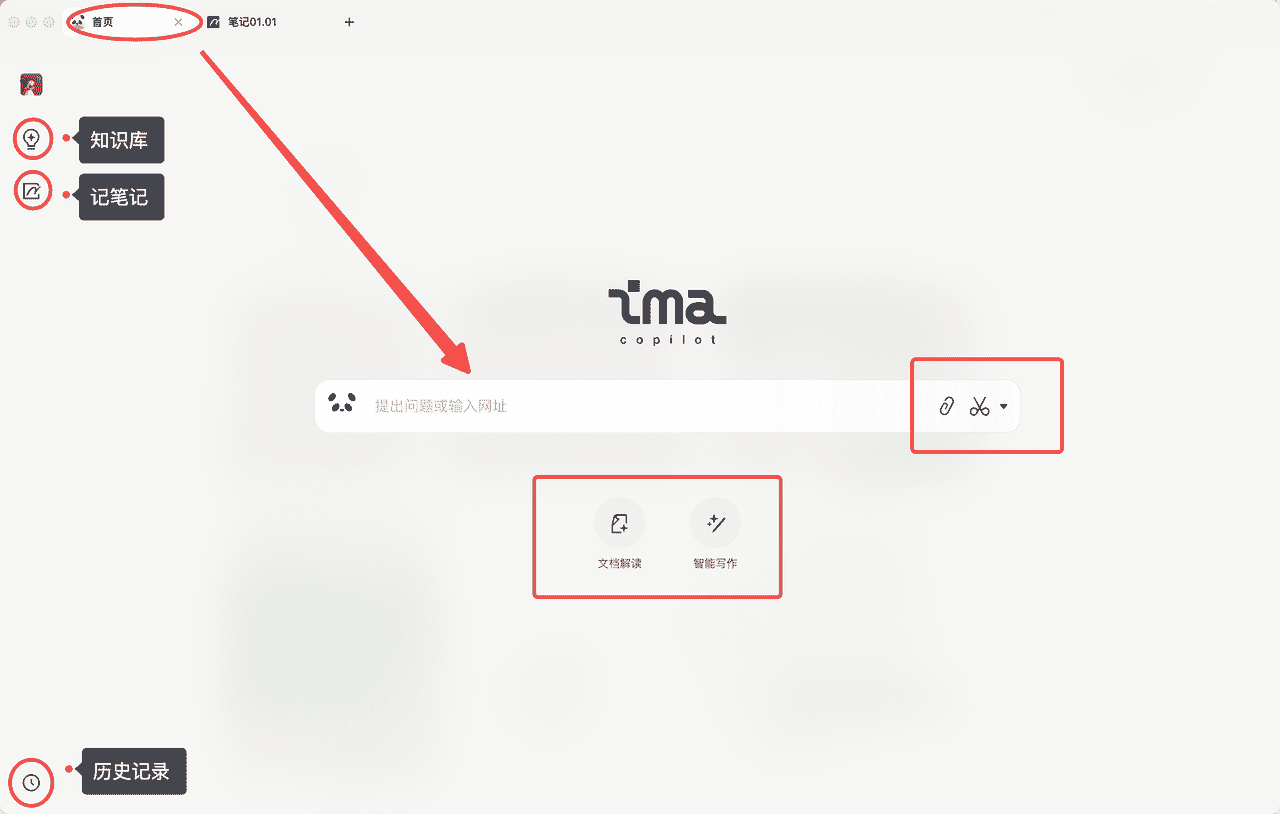 首页
笔记01.01
知识库
记笔记
ima
copilot
提出问题或输入网址
文档解读
智能写作
历史记录